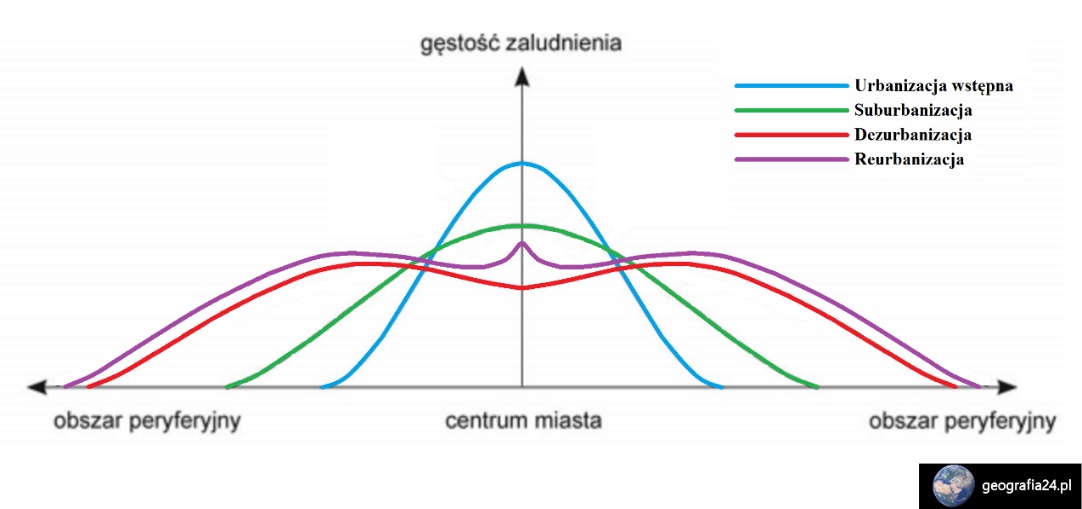 gęstość zaludnienia
Urbanizacja wstępna
Suburbanizacja
Dezurbanizacja
Reurbanizacja
obszar peryferyjny
centrum miasta
obszar peryferyjny
geografia24.pl